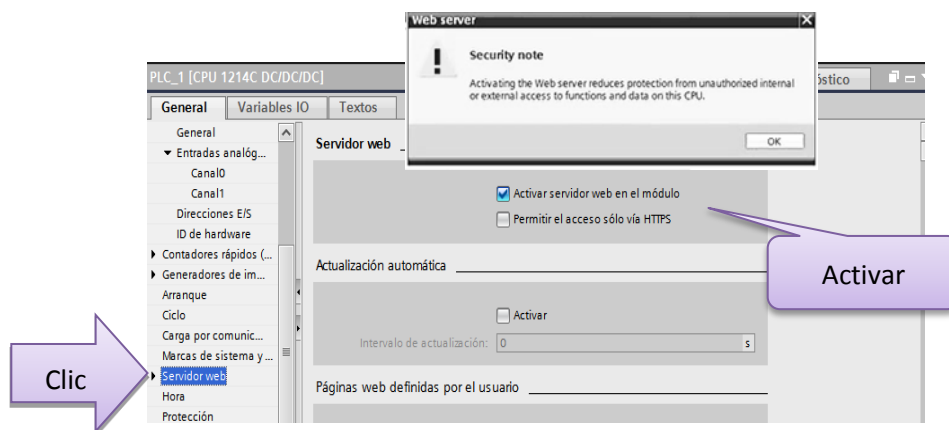 Web server
Security note
Activating the Web server reduces protection from unauthorized internal
or external access to functions and data on this CPU.
OK
PLC_1 [CPU 1214C DC/DC/DC]
General Variables IO Textos
General
Entradas analóg...
Canal0
Canal1
Direcciones E/S
ID de hardware
Contadores rápidos (...
Generadores de im...
Arranque
Ciclo
Carga por comunic...
Marcas de sistema y ...
Servidor web
Hora
Protección
Servidor web
Activar servidor web en el módulo
Permitir el acceso sólo vía HTTPS
Actualización automática
Activar
Intervalo de actualización: 0 s
Páginas web definidas por el usuario
Activar
Clic